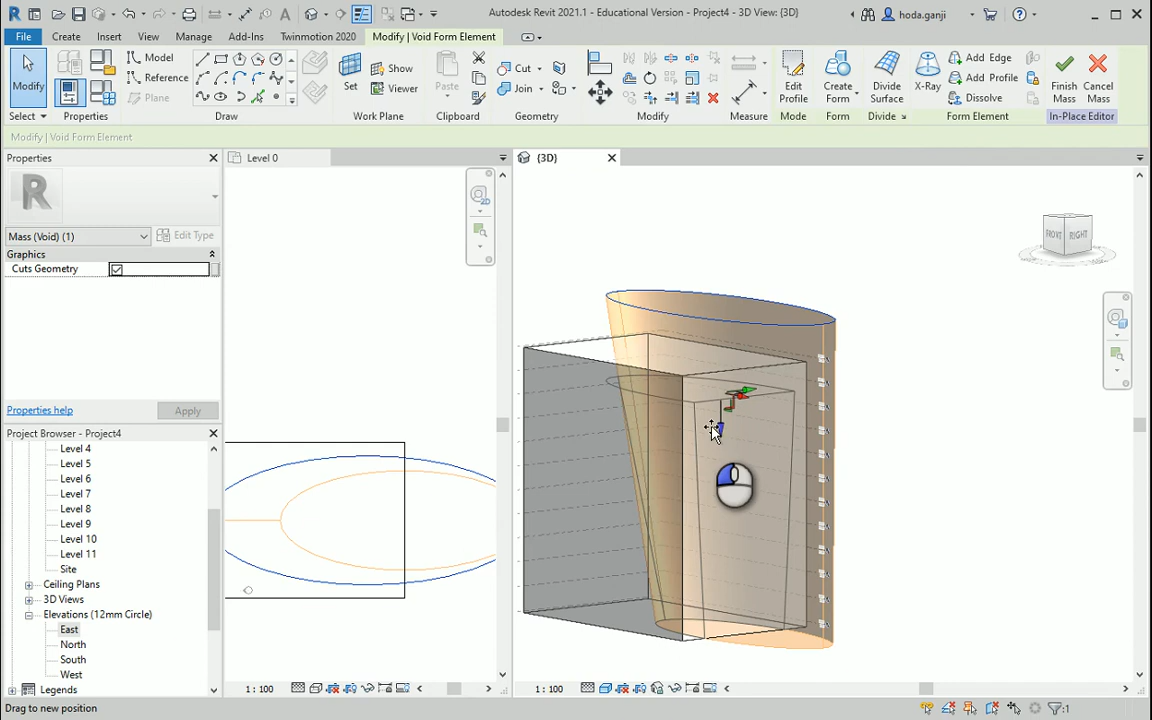 Autodesk Revit 2021.1 - Educational Version - Project4 - 3D View: {3D}
hoda.ganji
File
Create
Insert
View
Manage
Add-Ins
Twinmotion 2020
Modify | Void Form Element
Modify
Model
Reference
Plane
Set
Show
Viewer
Paste
Cut
Join
Edit
Profile
Create
Form
Divide
Surface
X-Ray
Add Edge
Add Profile
Dissolve
Finish
Mass
Cancel
Mass
Select
Properties
Draw
Work Plane
Clipboard
Geometry
Modify
Measure
Mode
Form
Divide
Form Element
In-Place Editor
Modify | Void Form Element
Properties
Level 0
{3D}
R
Mass (Void) (1)
Edit Type
Graphics
Cuts Geometry
Properties help
Apply
Project Browser - Project4
Level 4
Level 5
Level 6
Level 7
Level 8
Level 9
Level 10
Level 11
Site
Ceiling Plans
3D Views
Elevations (12mm Circle)
East
North
South
West
Legends
2D
FRONT
RIGHT
1 : 100
1 : 100
Drag to new position
:1